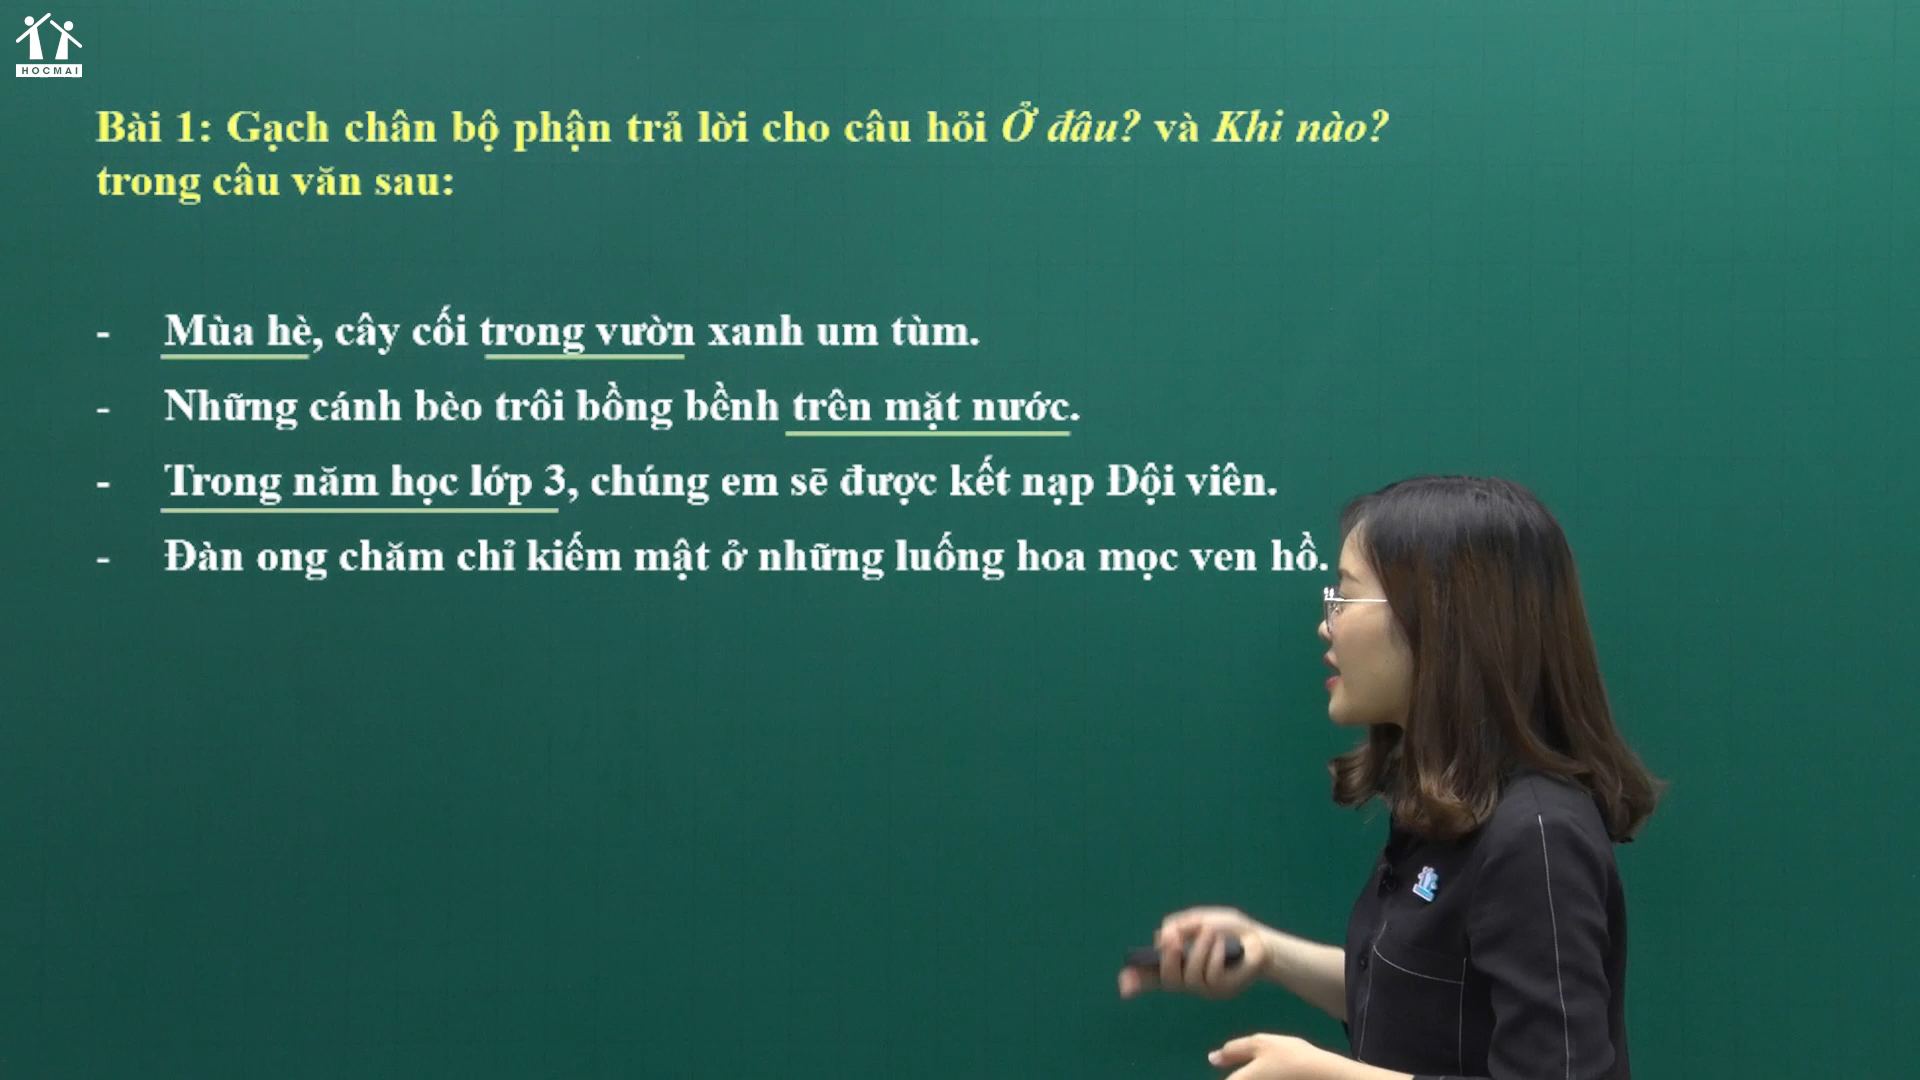 HOCMAI
Bài 1: Gạch chân bộ phận trả lời cho câu hỏi Ở đâu? và Khi nào?
trong câu văn sau:
- Mùa hè, cây cối trong vườn xanh um tùm.
- Những cánh bèo trôi bồng bềnh trên mặt nước.
- Trong năm học lớp 3, chúng em sẽ được kết nạp Đội viên.
- Đàn ong chăm chỉ kiếm mật ở những luống hoa mọc ven hồ.